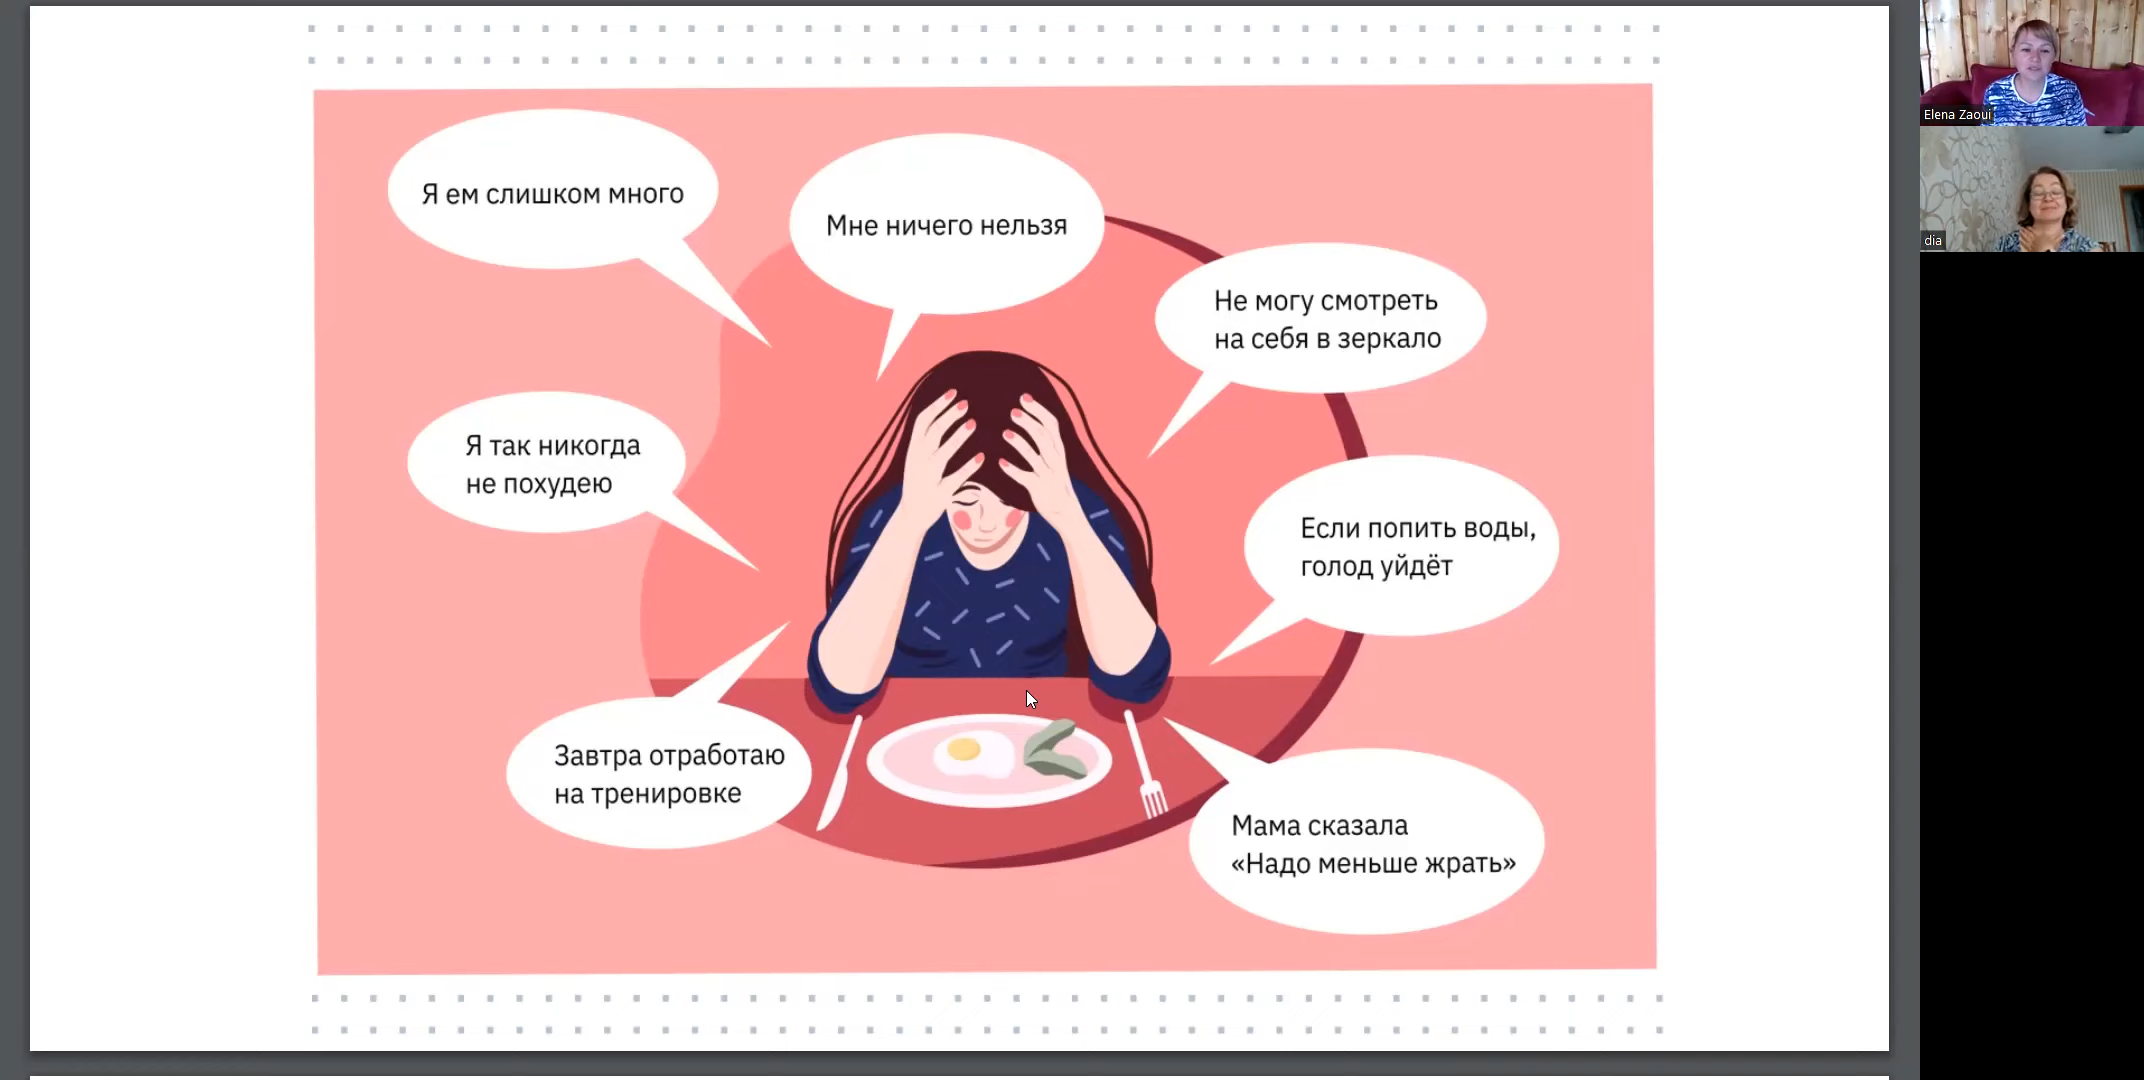 Я ем слишком много
Мне ничего нельзя
Не могу смотреть
на себя в зеркало
Я так никогда
не похудею
Если попить воды,
голод уйдёт
Завтра отработаю
на тренировке
Мама сказала
«Надо меньше жрать»
Elena Zaoui
dia